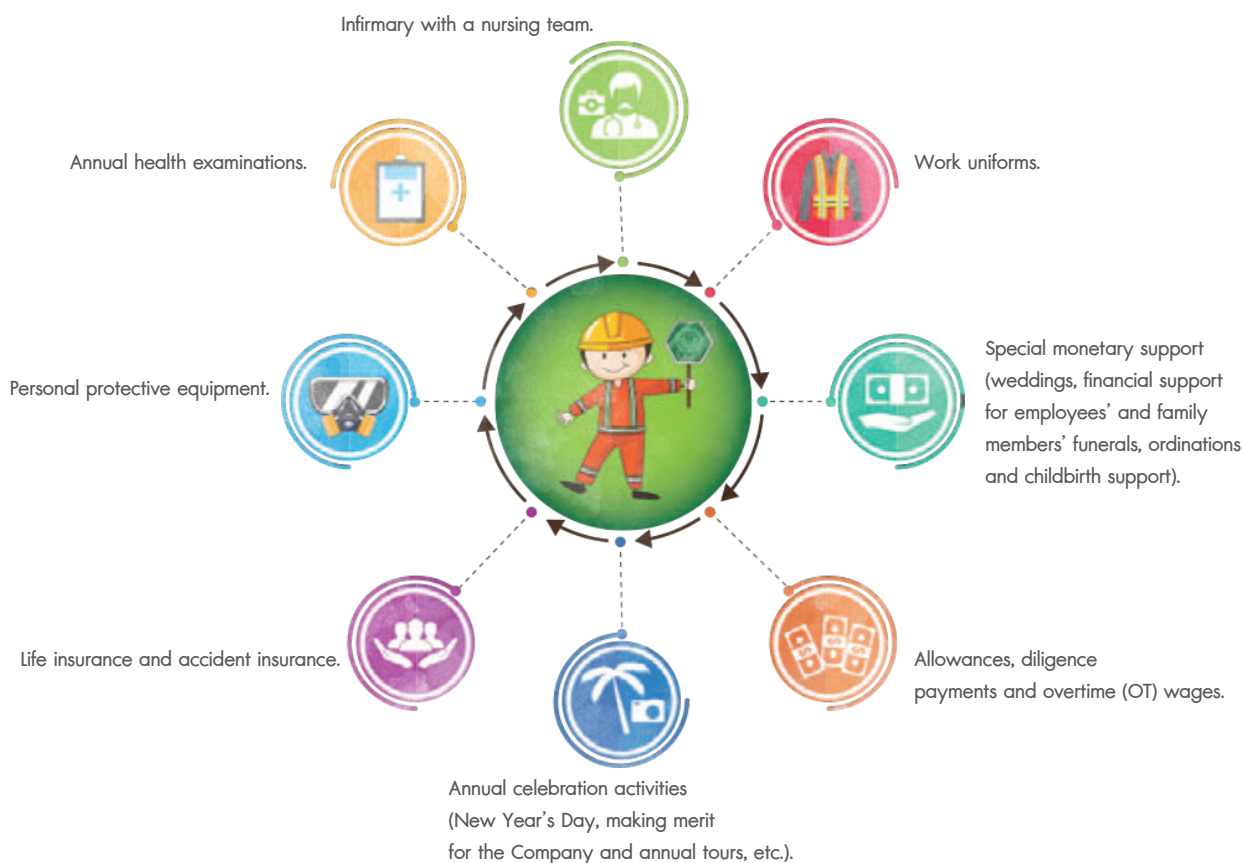 Infirmary with a nursing team.
Annual health examinations.
Work uniforms.
Personal protective equipment.
Special monetary support
(weddings, financial support
for employees’ and family
members’ funerals, ordinations
and childbirth support).
Life insurance and accident insurance.
Allowances, diligence
payments and overtime (OT) wages.
Annual celebration activities
(New Year’s Day, making merit
for the Company and annual tours, etc.).